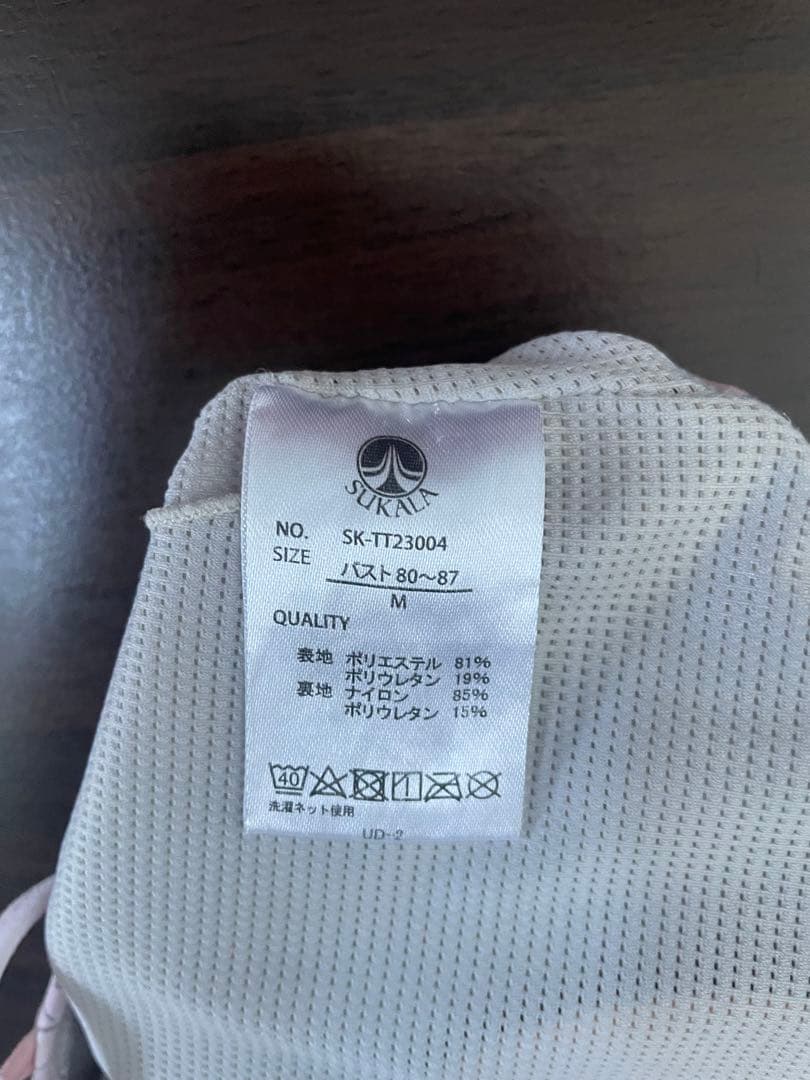 SUKALA
NO. SK-TT23004
SIZE バスト80〜87
M
QUALITY
表地 ポリエステル 81%
ポリウレタン 19%
裏地 ナイロン 85%
ポリウレタン 15%
40
洗濯ネット使用
UD-2